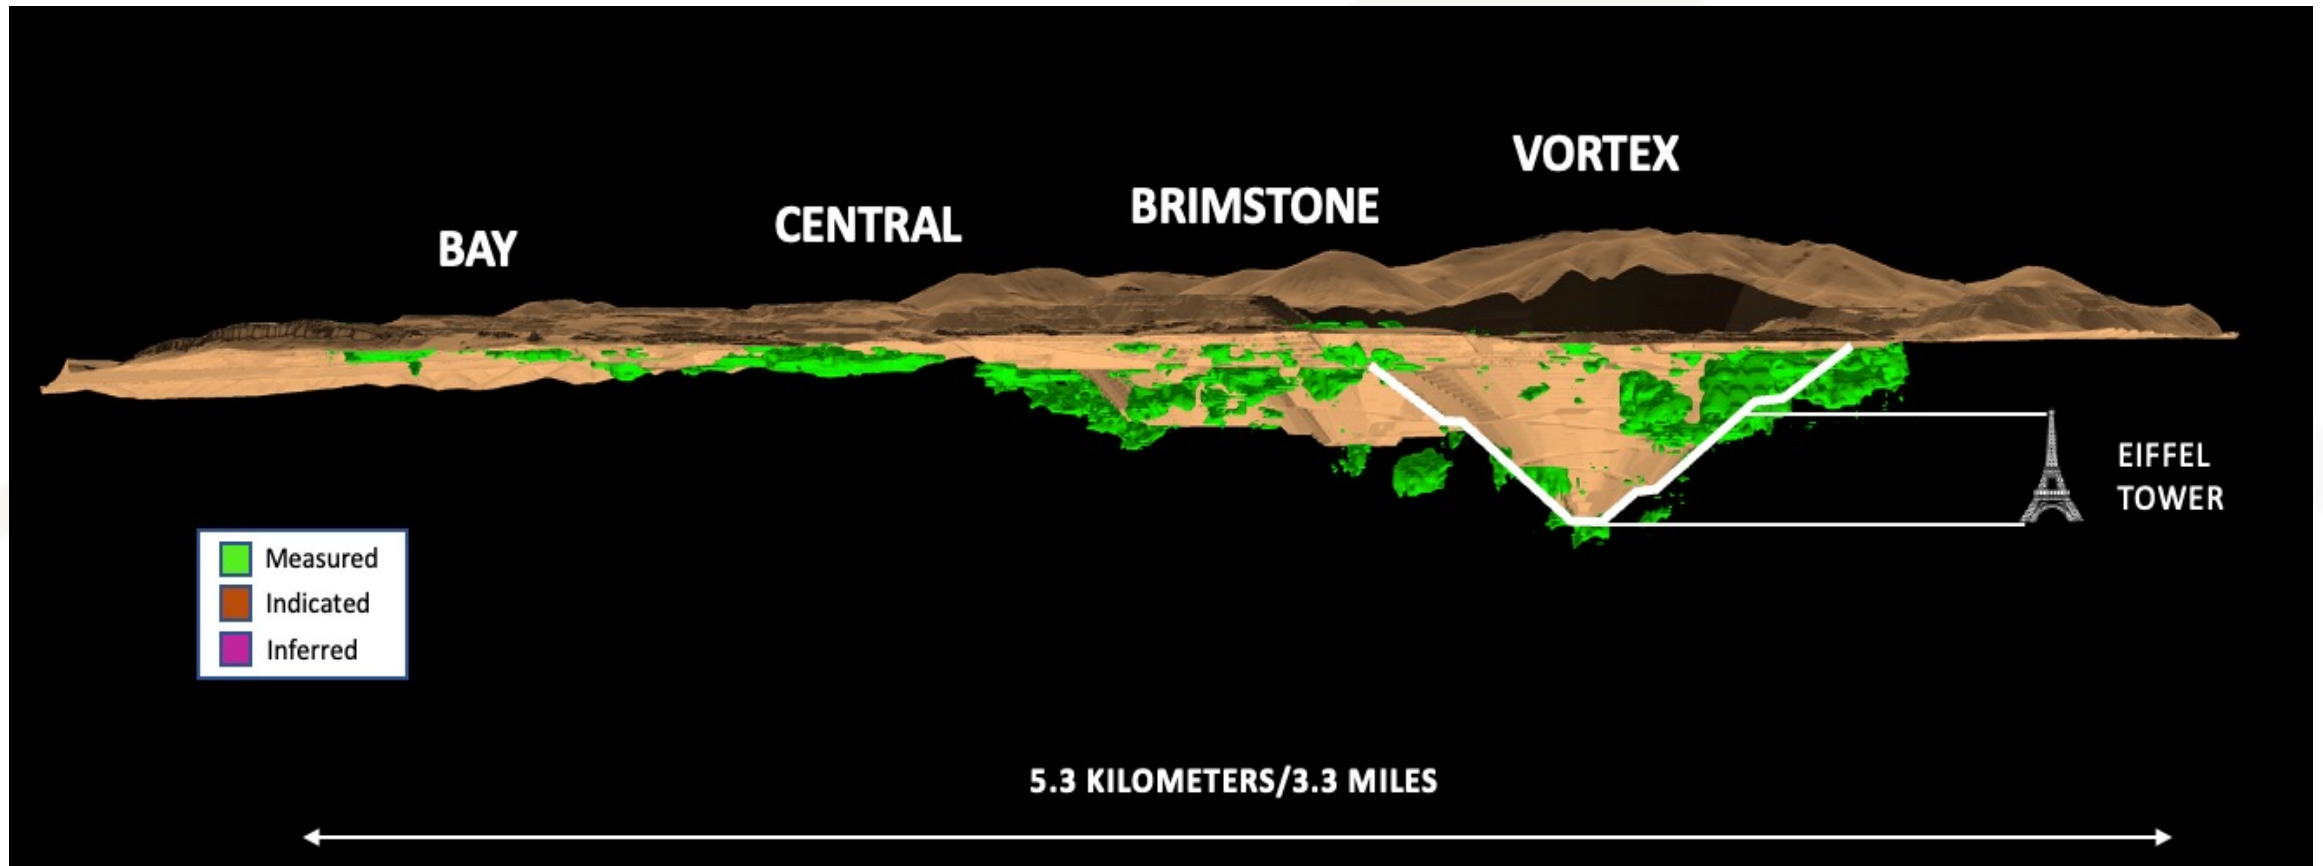 VORTEX
BRIMSTONE
CENTRAL
BAY
EIFFEL
TOWER
Measured
Indicated
Inferred
5.3 KILOMETERS/3.3 MILES